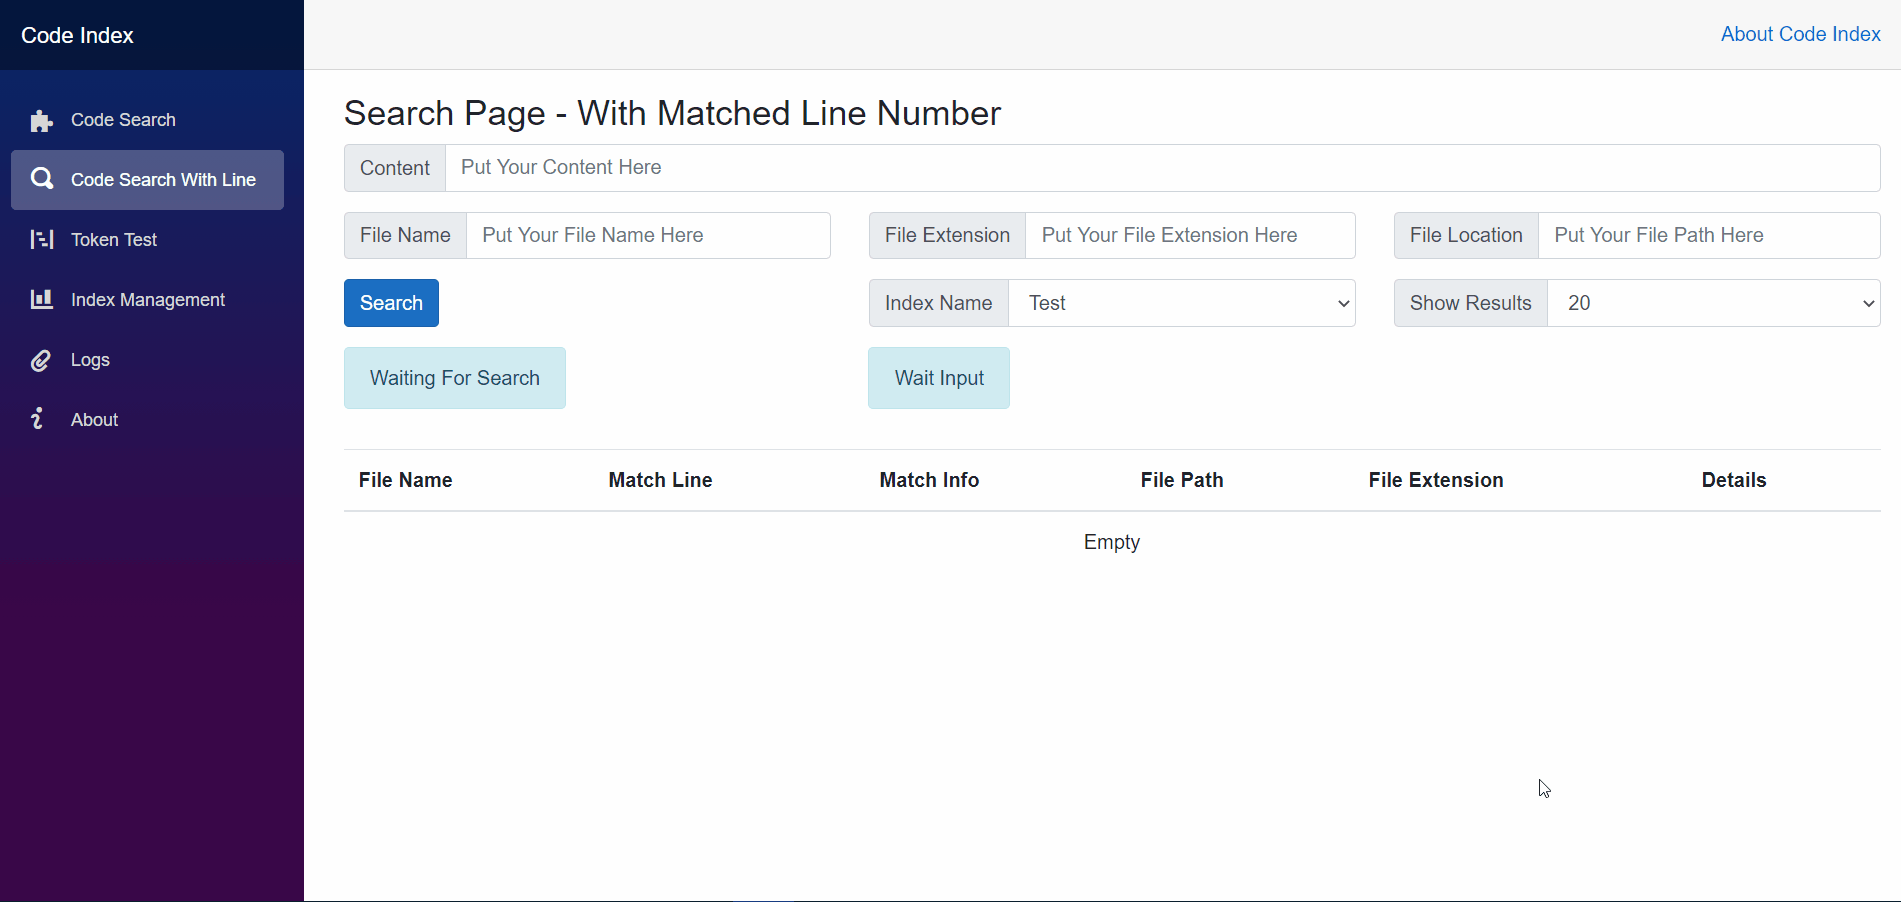 Code Index
About Code Index
Code Search
Code Search With Line
Token Test
Index Management
Logs
About
Search Page - With Matched Line Number
Content Put Your Content Here
File Name Put Your File Name Here File Extension Put Your File Extension Here File Location Put Your File Path Here
Search Index Name Test Show Results 20
Waiting For Search Wait Input
File Name Match Line Match Info File Path File Extension Details
Empty